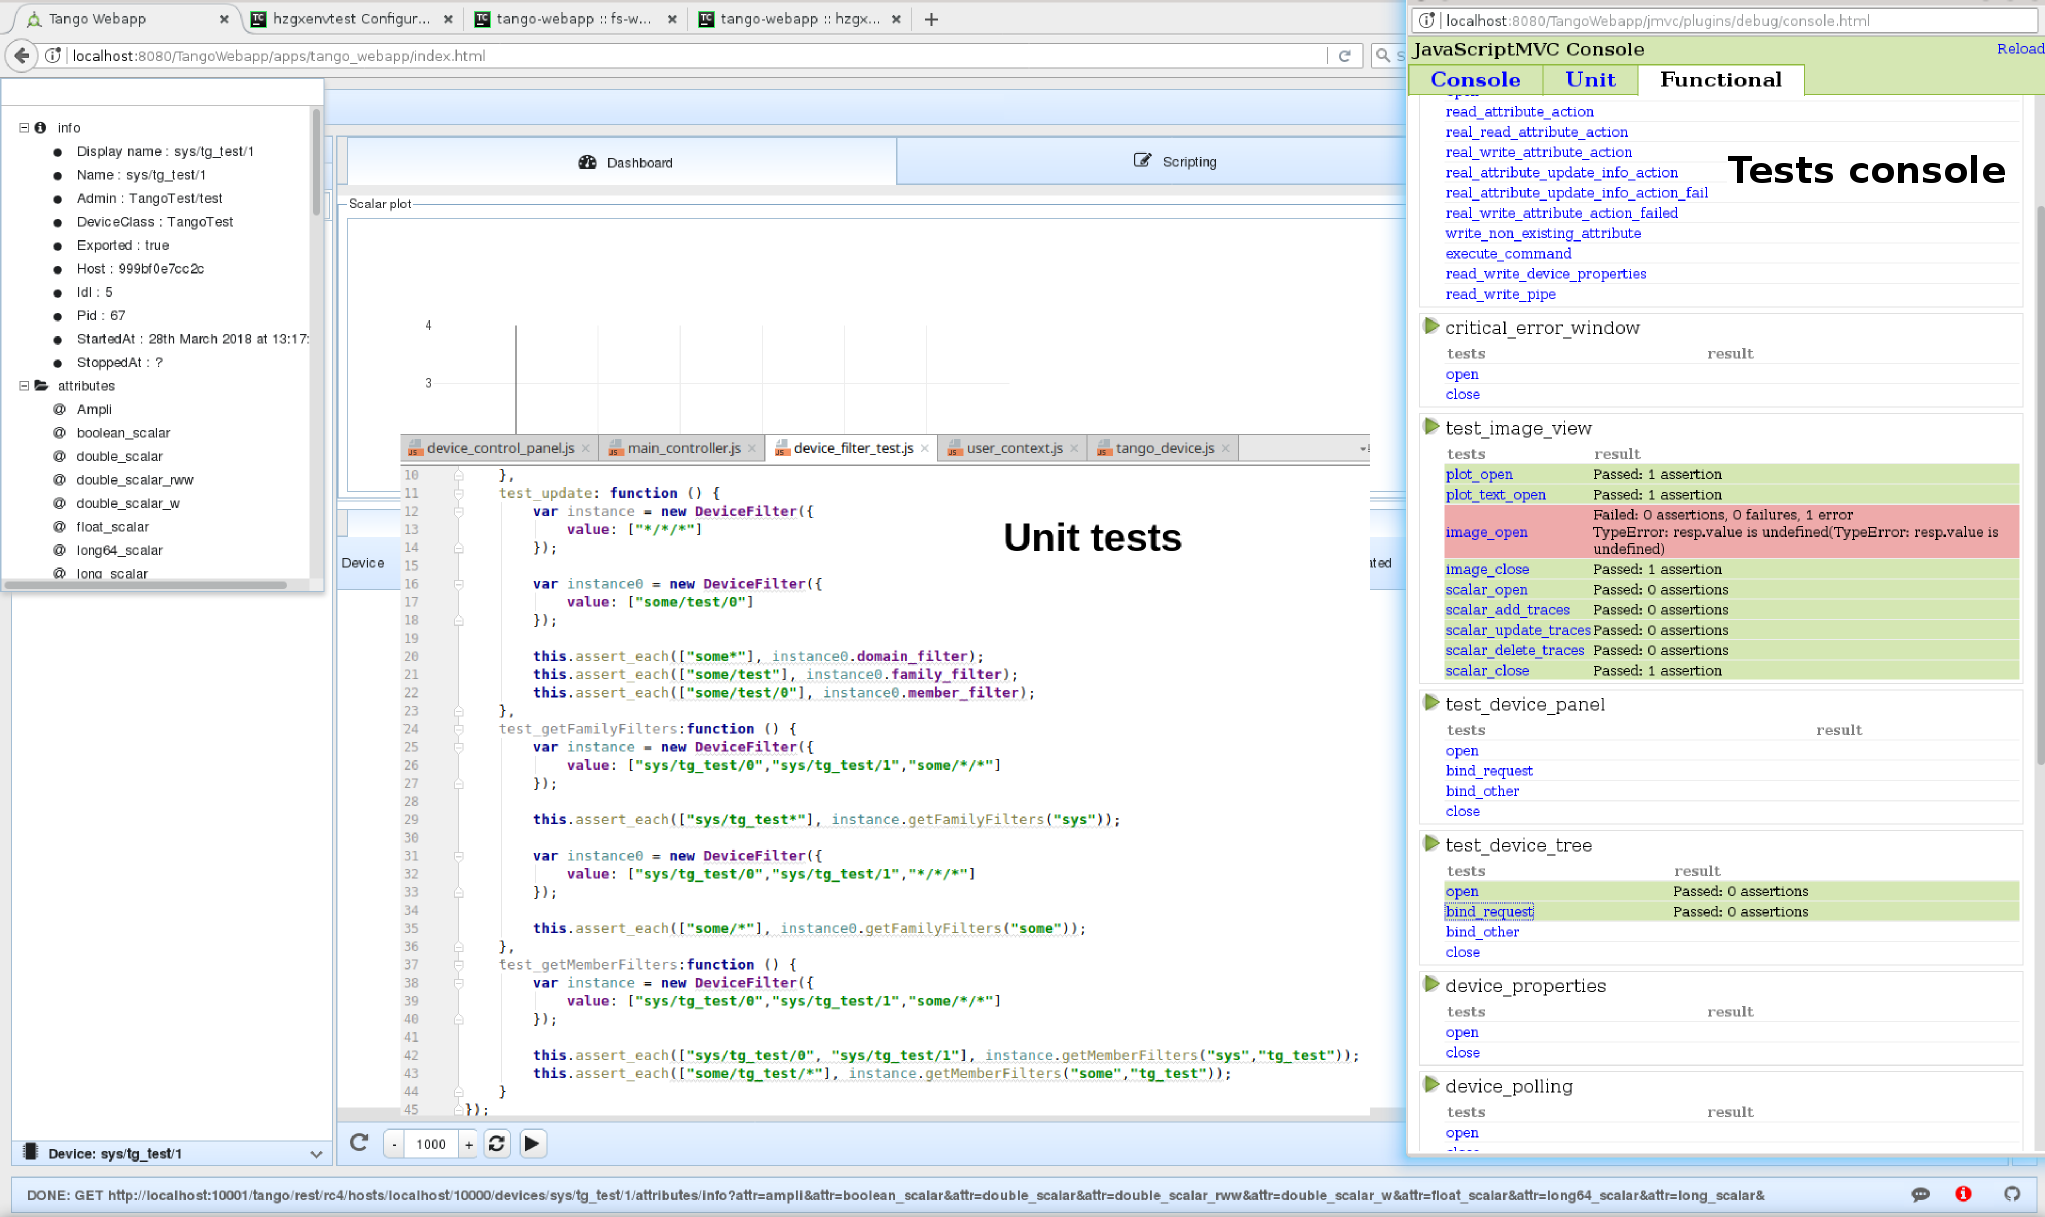 Tango Webapp
hzgxenvtest Configur...
tango-webapp :: fs-w...
tango-webapp :: hzgx...
localhost:8080/TangoWebapp/apps/tango_webapp/index.html
info
Display name : sys/tg_test/1
Name : sys/tg_test/1
Admin : TangoTest/test
DeviceClass : TangoTest
Exported : true
Host : 999bf0e7cc2c
Idl : 5
Pid : 67
StartedAt : 28th March 2018 at 13:17:
StoppedAt : ?
attributes
@ Ampli
@ boolean_scalar
@ double_scalar
@ double_scalar_rww
@ double_scalar_w
@ float_scalar
@ long64_scalar
@ long_scalar
Device: sys/tg_test/1
Dashboard
Scripting
Scalar plot
4
3
Device
device_control_panel.js
main_controller.js
device_filter_test.js
user_context.js
tango_device.js
Unit tests
10 },
11 test_update: function () {
12 var instance = new DeviceFilter({
13 value: ["*/*/*"]
14 });
15
16 var instance0 = new DeviceFilter({
17 value: ["some/test/0"]
18 });
19
20 this.assert_each(["some*"], instance0.domain_filter);
21 this.assert_each(["some/test"], instance0.family_filter);
22 this.assert_each(["some/test/0"], instance0.member_filter);
23 },
24 test_getFamilyFilters:function () {
25 var instance = new DeviceFilter({
26 value: ["sys/tg_test/0","sys/tg_test/1","some/*/*"]
27 });
28
29 this.assert_each(["sys/tg_test*"], instance.getFamilyFilters("sys"));
30
31 var instance0 = new DeviceFilter({
32 value: ["sys/tg_test/0","sys/tg_test/1","*/*/*"]
33 });
34
35 this.assert_each(["some/*"], instance0.getFamilyFilters("some"));
36 },
37 test_getMemberFilters:function () {
38 var instance = new DeviceFilter({
39 value: ["sys/tg_test/0","sys/tg_test/1","some/*/*"]
40 });
41
42 this.assert_each(["sys/tg_test/0", "sys/tg_test/1"], instance.getMemberFilters("sys","tg_test"));
43 this.assert_each(["some/tg_test/*"], instance.getMemberFilters("some","tg_test"));
44 }
45 });
- 1000 +
localhost:8080/TangoWebapp/jmvc/plugins/debug/console.html
JavaScriptMVC Console
Reload
Console Unit Functional
Tests console
read_attribute_action
real_read_attribute_action
real_write_attribute_action
real_attribute_update_info_action
real_attribute_update_info_action_fail
real_write_attribute_action_failed
write_non_existing_attribute
execute_command
read_write_device_properties
read_write_pipe
critical_error_window
tests result
open
close
test_image_view
tests result
plot_open Passed: 1 assertion
plot_text_open Passed: 1 assertion
image_open Failed: 0 assertions, 0 failures, 1 error
TypeError: resp.value is undefined(TypeError: resp.value is
undefined)
image_close Passed: 1 assertion
scalar_open Passed: 0 assertions
scalar_add_traces Passed: 0 assertions
scalar_update_traces Passed: 0 assertions
scalar_delete_traces Passed: 0 assertions
scalar_close Passed: 1 assertion
test_device_panel
tests result
open
bind_request
bind_other
close
test_device_tree
tests result
open Passed: 0 assertions
bind_request Passed: 0 assertions
bind_other
close
device_properties
tests result
open
close
device_polling
tests result
open
DONE: GET http://localhost:10001/tango/rest/rc4/hosts/localhost/10000/devices/sys/tg_test/1/attributes/info?attr=ampli&attr=boolean_scalar&attr=double_scalar&attr=double_scalar_rww&attr=double_scalar_w&attr=float_scalar&attr=long64_scalar&attr=long_scalar&